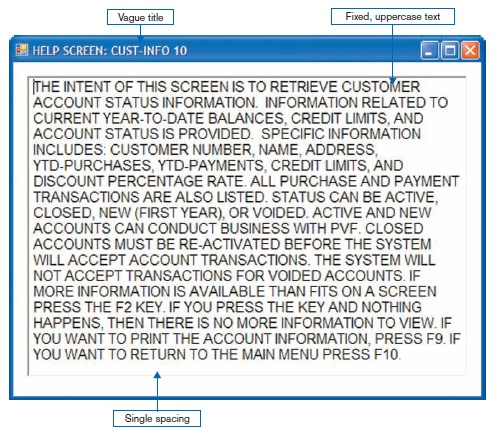 Vague title
Fixed, uppercase text
HELP SCREEN: CUST-INFO 10
THE INTENT OF THIS SCREEN IS TO RETRIEVE CUSTOMER
ACCOUNT STATUS INFORMATION.  INFORMATION RELATED TO
CURRENT YEAR-TO-DATE BALANCES, CREDIT LIMITS, AND
ACCOUNT STATUS IS PROVIDED.  SPECIFIC INFORMATION
INCLUDES: CUSTOMER NUMBER, NAME, ADDRESS,
YTD-PURCHASES, YTD-PAYMENTS, CREDIT LIMITS, AND
DISCOUNT PERCENTAGE RATE. ALL PURCHASE AND PAYMENT
TRANSACTIONS ARE ALSO LISTED. STATUS CAN BE ACTIVE,
CLOSED, NEW (FIRST YEAR), OR VOIDED. ACTIVE AND NEW
ACCOUNTS CAN CONDUCT BUSINESS WITH PVF. CLOSED
ACCOUNTS MUST BE RE-ACTIVATED BEFORE THE SYSTEM
WILL ACCEPT ACCOUNT TRANSACTIONS. THE SYSTEM WILL
NOT ACCEPT TRANSACTIONS FOR VOIDED ACCOUNTS. IF
MORE INFORMATION IS AVAILABLE THAN FITS ON A SCREEN
PRESS THE F2 KEY. IF YOU PRESS THE KEY AND NOTHING
HAPPENS, THEN THERE IS NO MORE INFORMATION TO VIEW. IF
YOU WANT TO PRINT THE ACCOUNT INFORMATION, PRESS F9. IF
YOU WANT TO RETURN TO THE MAIN MENU PRESS F10.
Single spacing